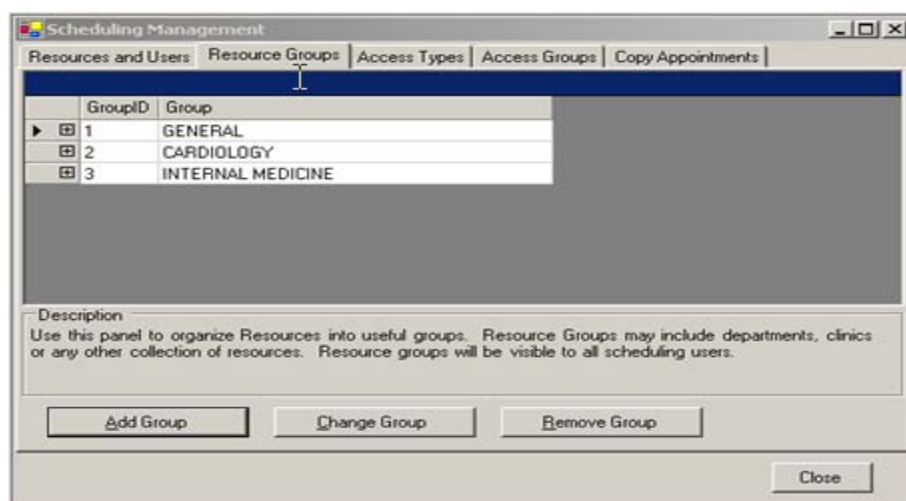 Scheduling Management
Resources and Users Resource Groups Access Types Access Groups Copy Appointments
GroupID Group
1 GENERAL
2 CARDIOLOGY
3 INTERNAL MEDICINE
Description
Use this panel to organize Resources into useful groups. Resource Groups may include departments, clinics
or any other collection of resources. Resource groups will be visible to all scheduling users.
Add Group Change Group Remove Group
Close